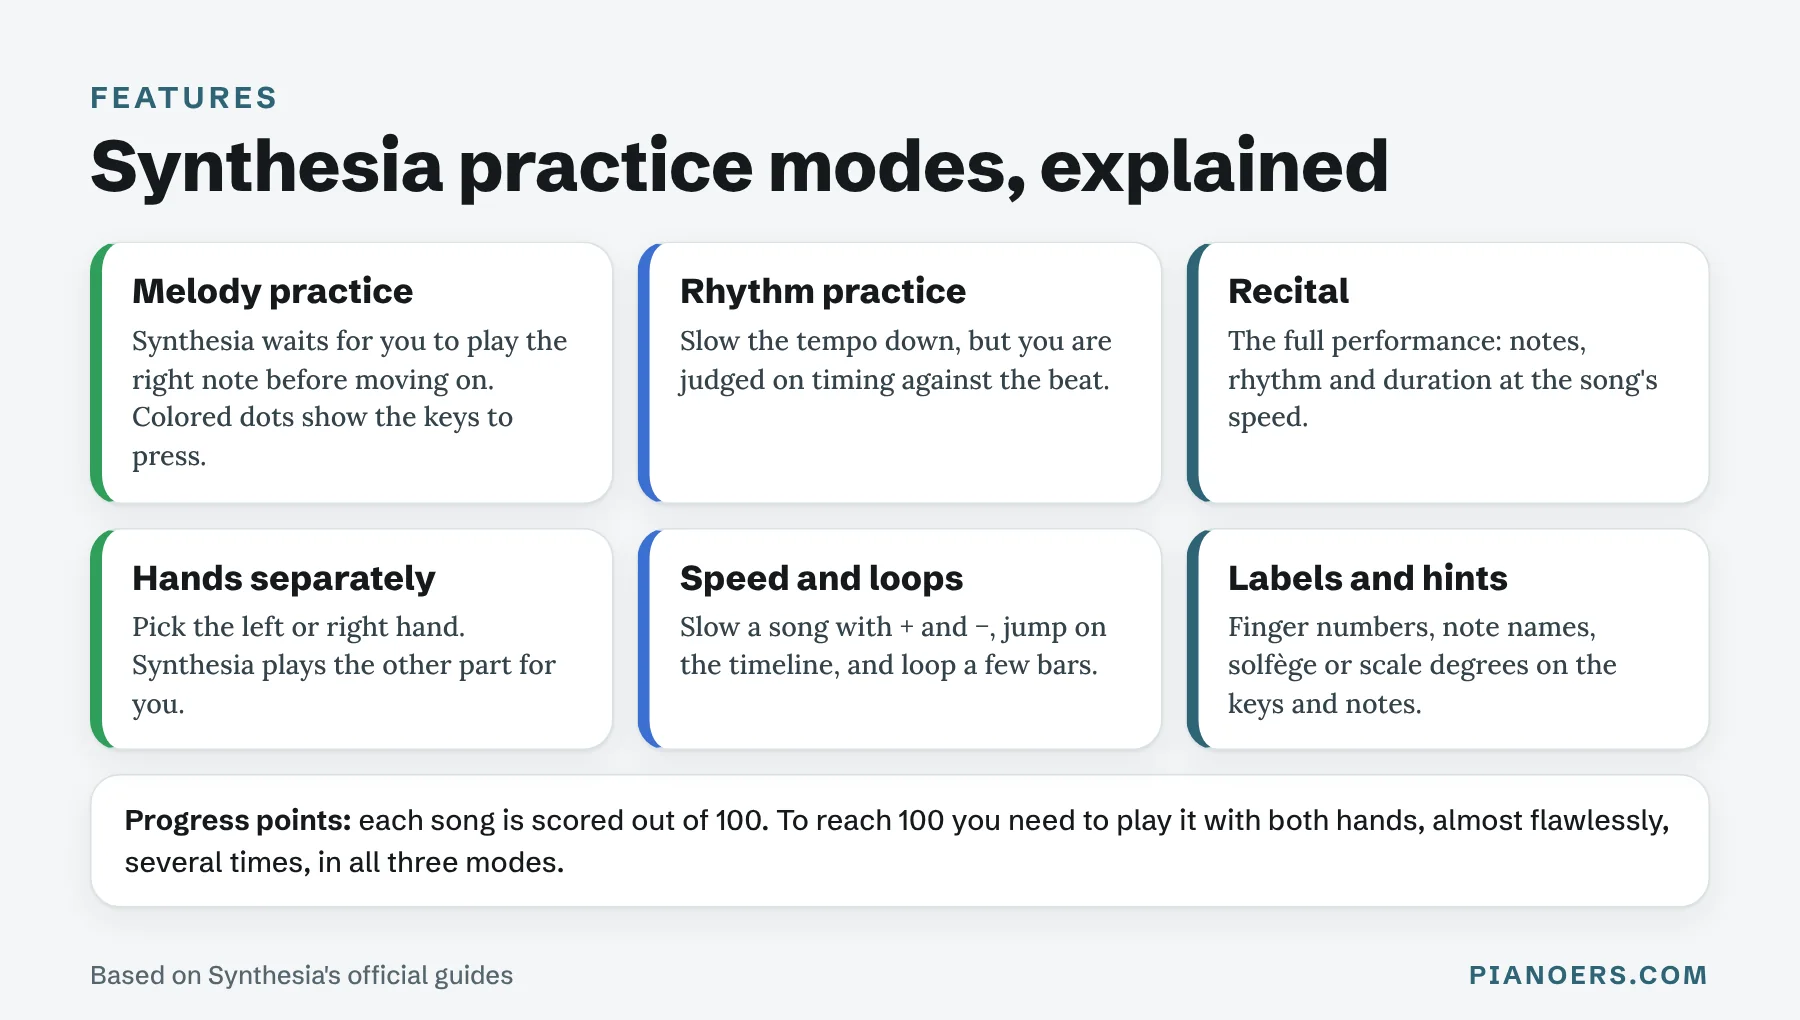 FEATURES
Synthesia practice modes, explained
Melody practice
Synthesia waits for you to play the
right note before moving on.
Colored dots show the keys to
press.
Rhythm practice
Slow the tempo down, but you are
judged on timing against the beat.
Recital
The full performance: notes,
rhythm and duration at the song's
speed.
Hands separately
Pick the left or right hand.
Synthesia plays the other part for
you.
Speed and loops
Slow a song with + and −, jump on
the timeline, and loop a few bars.
Labels and hints
Finger numbers, note names,
solfège or scale degrees on the
keys and notes.
Progress points: each song is scored out of 100. To reach 100 you need to play it with both hands, almost flawlessly,
several times, in all three modes.
Based on Synthesia's official guides
PIANOERS.COM